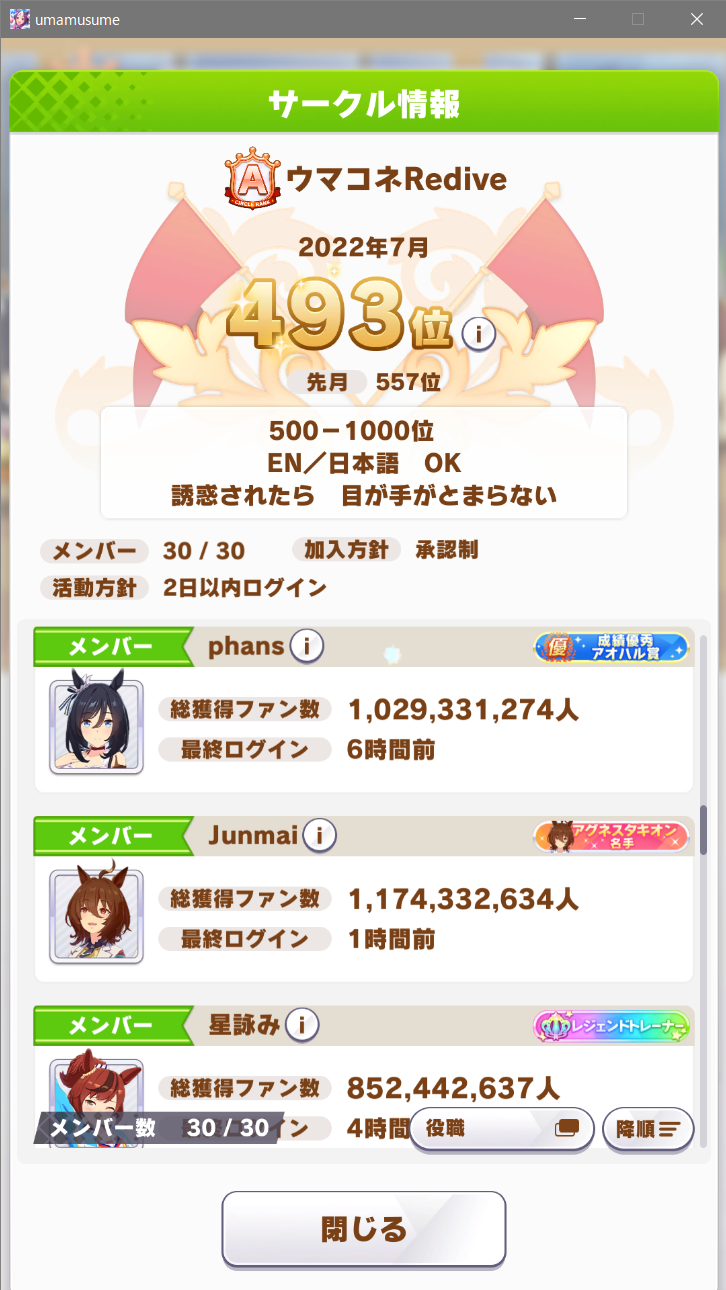 umamusume
サークル情報
A
CIRCLE RANK
ウマコネRedive
2022年7月
493位
i
先月 557位
500－1000位
EN／日本語　OK
誘惑されたら　目が手がとまらない
メンバー 30 / 30 加入方針 承認制
活動方針 2日以内ログイン
メンバー phans i 優 成績優秀
アオハル賞
総獲得ファン数 1,029,331,274人
最終ログイン 6時間前
メンバー Junmai i アグネスタキオン
名手
総獲得ファン数 1,174,332,634人
最終ログイン 1時間前
メンバー 星詠み i レジェンドトレーナー
総獲得ファン数 852,442,637人
メンバー数 30 / 30 イン 4時間 役職 降順
閉じる